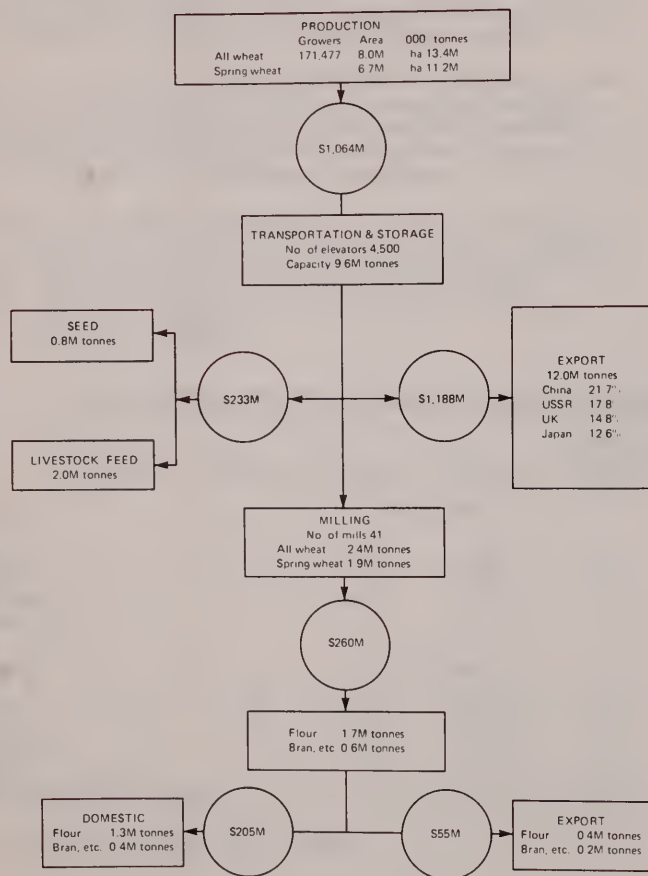 PRODUCTION
Growers Area 000 tonnes
All wheat 171,477 8.0M ha 13.4M
Spring wheat 6.7M ha 11.2M
$1,064M
TRANSPORTATION & STORAGE
No of elevators 4,500
Capacity 9.6M tonnes
SEED
0.8M tonnes
$233M
LIVESTOCK FEED
2.0M tonnes
$1,188M
EXPORT
12.0M tonnes
China 21.7%
USSR 17.8
UK 14.8%
Japan 12.6%
MILLING
No of mills 41
All wheat 2.4M tonnes
Spring wheat 1.9M tonnes
$260M
Flour 1.7M tonnes
Bran, etc 0.6M tonnes
DOMESTIC
Flour 1.3M tonnes
Bran, etc. 0.4M tonnes
$205M
$55M
EXPORT
Flour 0.4M tonnes
Bran, etc. 0.2M tonnes